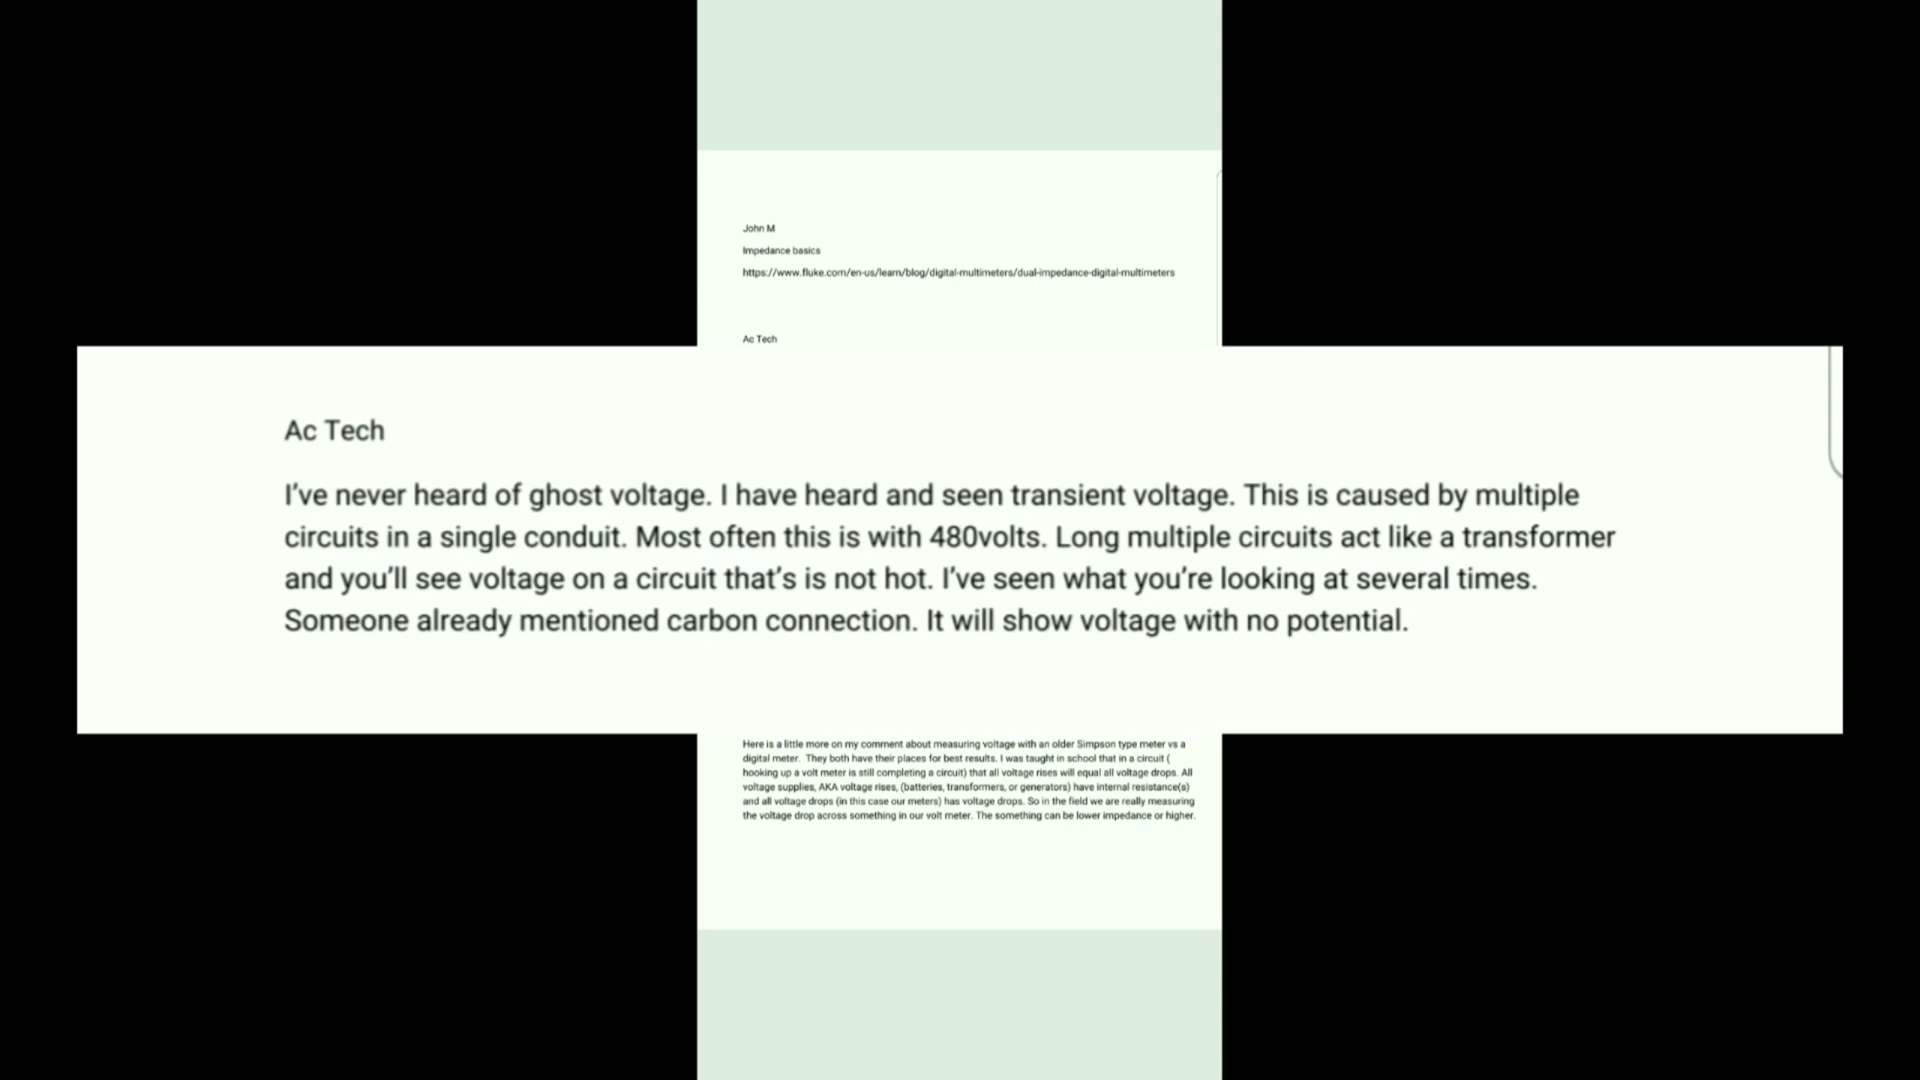 John M
Impedance basics
https://www.fluke.com/en-us/learn/blog/digital-multimeters/dual-impedance-digital-multimeters
Ac Tech
Ac Tech
I've never heard of ghost voltage. I have heard and seen transient voltage. This is caused by multiple
circuits in a single conduit. Most often this is with 480volts. Long multiple circuits act like a transformer
and you'll see voltage on a circuit that's is not hot. I've seen what you're looking at several times.
Someone already mentioned carbon connection. It will show voltage with no potential.
Here is a little more on my comment about measuring voltage with an older Simpson type meter vs a
digital meter.  They both have their places for best results. I was taught in school that in a circuit (
hooking up a volt meter is still completing a circuit) that all voltage rises will equal all voltage drops. All
voltage supplies, AKA voltage rises, (batteries, transformers, or generators) have internal resistance(s)
and all voltage drops (in this case our meters) has voltage drops. So in the field we are really measuring
the voltage drop across something in our volt meter. The something can be lower impedance or higher.